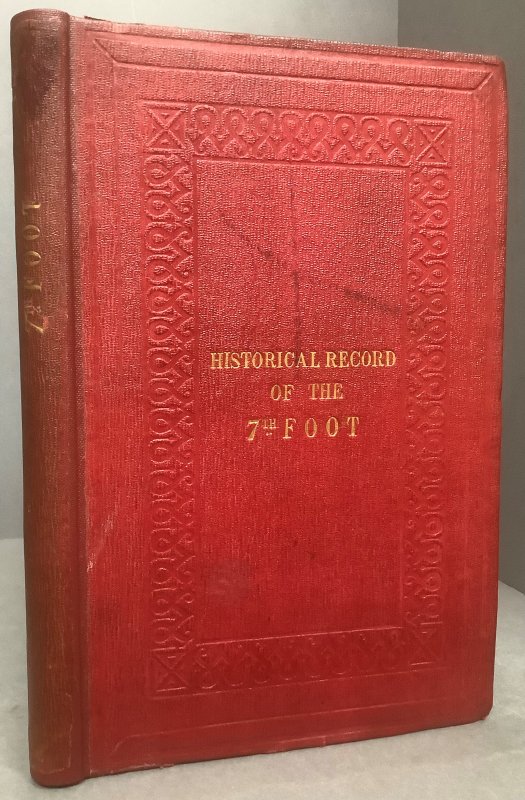 7TH FOOT
HISTORICAL RECORD
OF THE
7TH FOOT